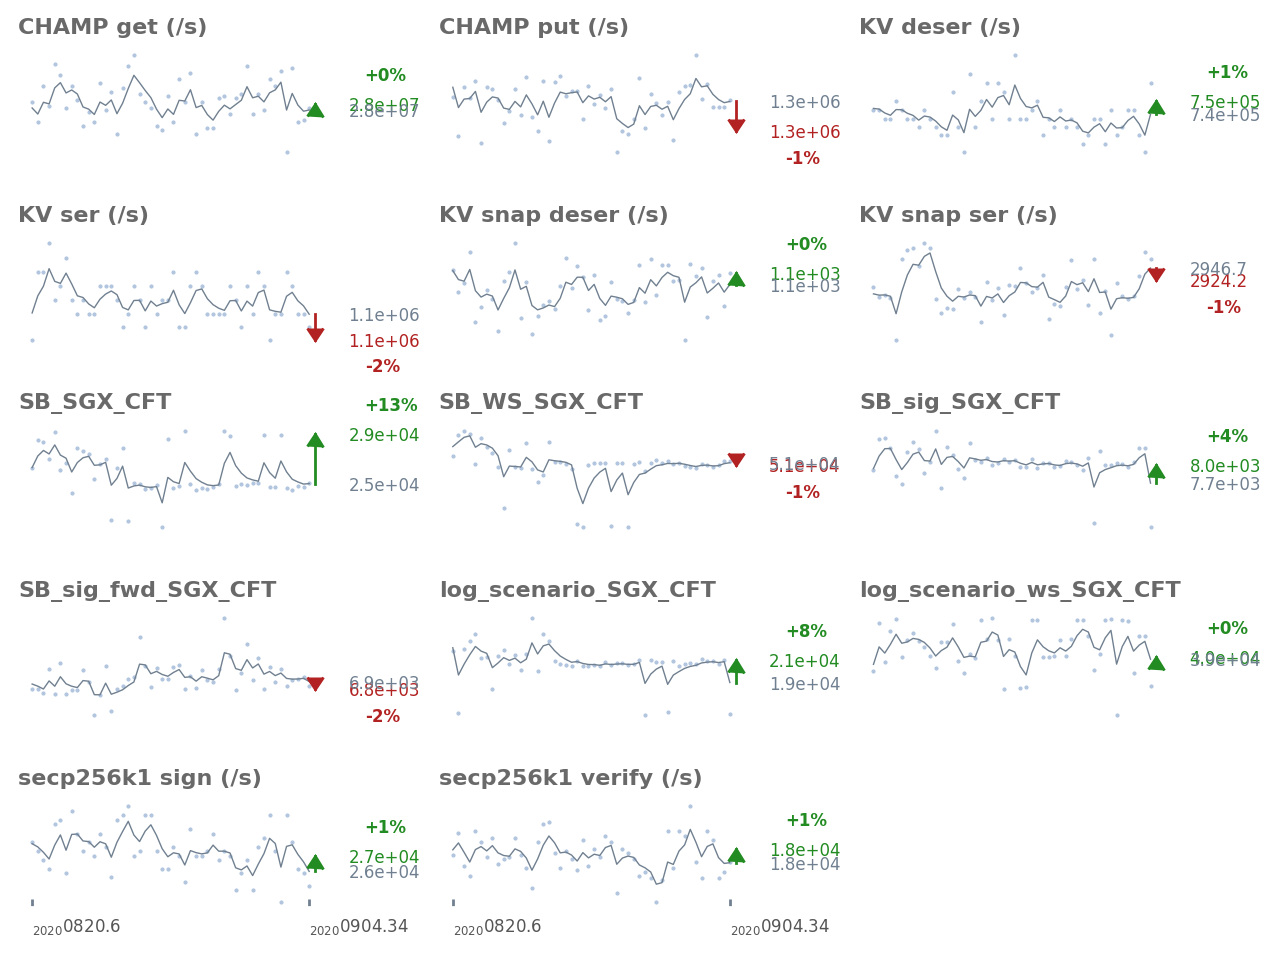 CHAMP get (/s)
+0%
2.8e+07
2.8e+07
CHAMP put (/s)
1.3e+06
1.3e+06
-1%
KV deser (/s)
+1%
7.5e+05
7.4e+05
KV ser (/s)
1.1e+06
1.1e+06
-2%
KV snap deser (/s)
+0%
1.1e+03
1.1e+03
KV snap ser (/s)
2946.7
2924.2
-1%
SB_SGX_CFT
+13%
2.9e+04
2.5e+04
SB_WS_SGX_CFT
5.1e+04
5.1e+04
-1%
SB_sig_SGX_CFT
+4%
8.0e+03
7.7e+03
SB_sig_fwd_SGX_CFT
6.9e+03
6.8e+03
-2%
log_scenario_SGX_CFT
+8%
2.1e+04
1.9e+04
log_scenario_ws_SGX_CFT
+0%
4.0e+04
secp256k1 sign (/s)
+1%
2.7e+04
2.6e+04
20200820.6
20200904.34
secp256k1 verify (/s)
+1%
1.8e+04
1.8e+04
20200820.6
20200904.34